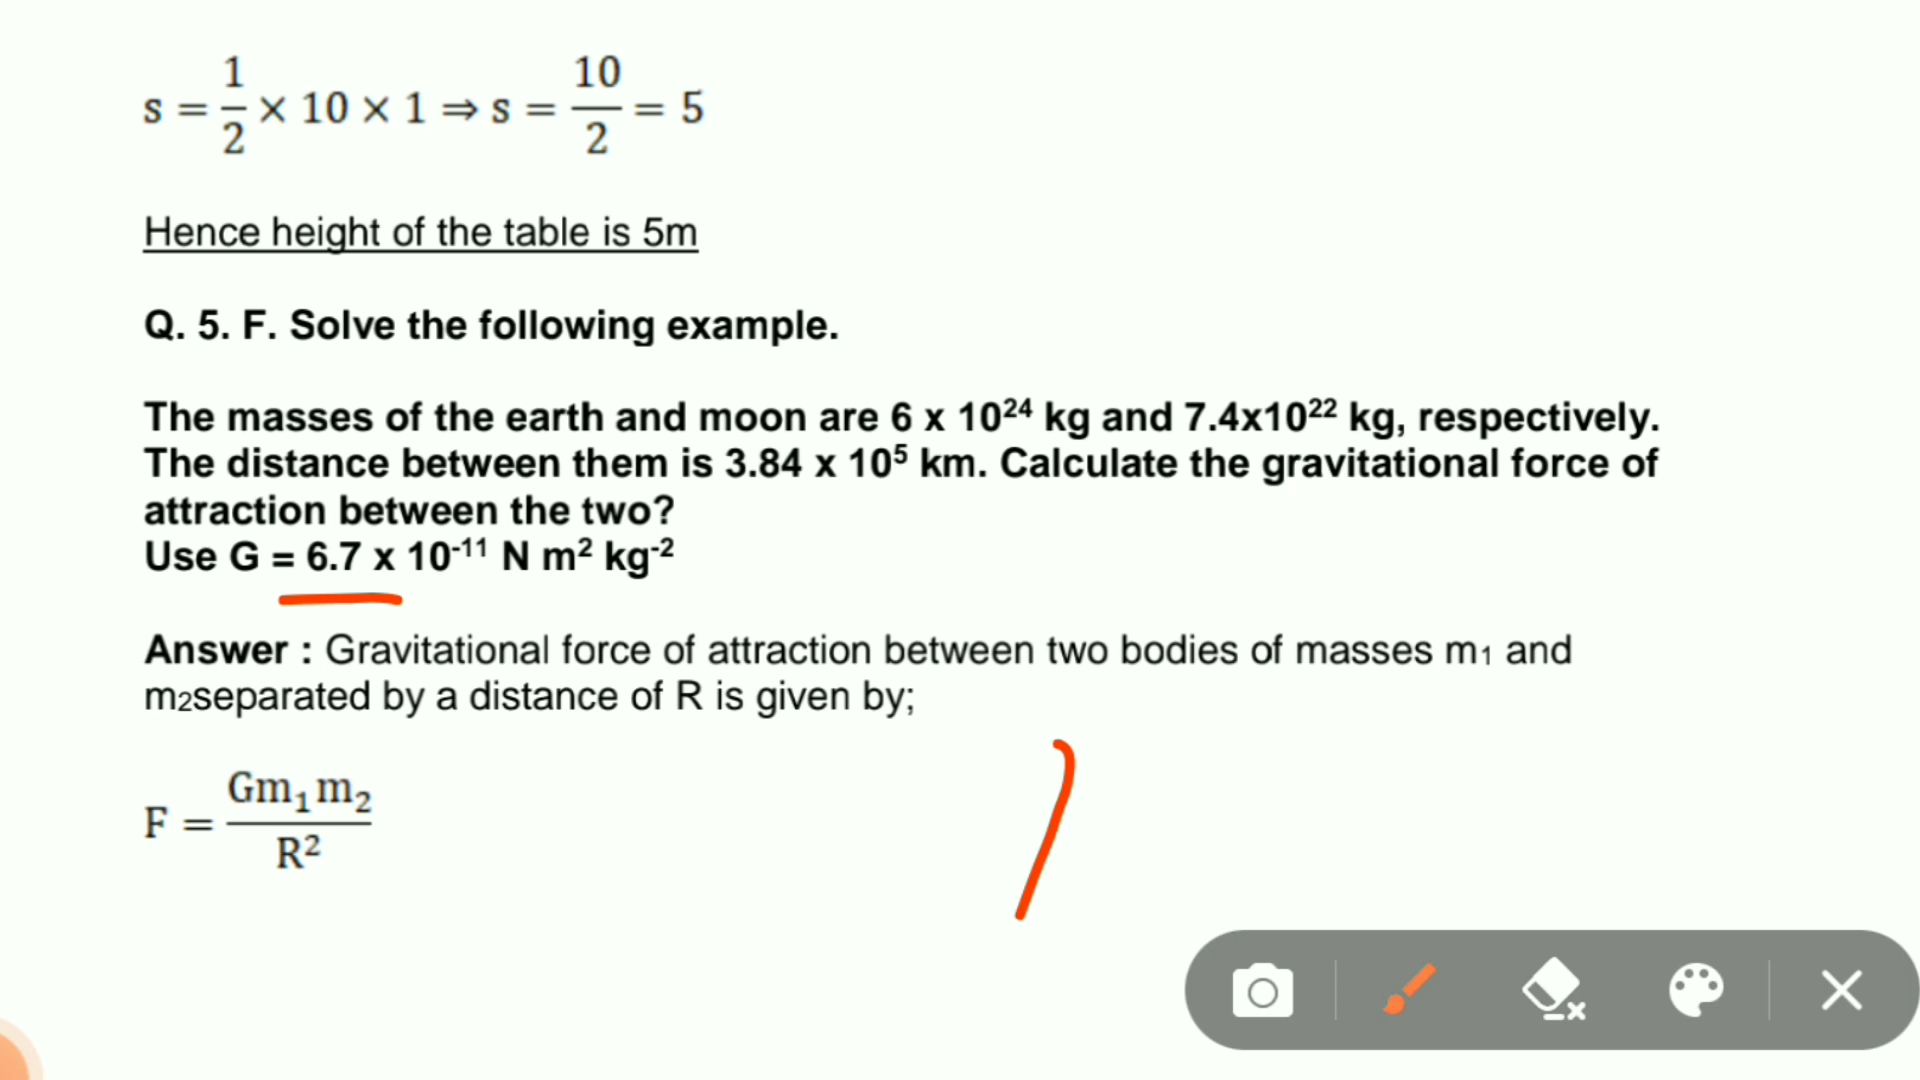 s = 1/2 × 10 × 1 ⇒ s = 10/2 = 5
Hence height of the table is 5m
Q. 5. F. Solve the following example.
The masses of the earth and moon are 6 x 10²⁴ kg and 7.4x10²² kg, respectively.
The distance between them is 3.84 x 10⁵ km. Calculate the gravitational force of
attraction between the two?
Use G = 6.7 x 10⁻¹¹ N m² kg⁻²
Answer : Gravitational force of attraction between two bodies of masses m₁ and
m₂separated by a distance of R is given by;
F = Gm₁m₂/R²